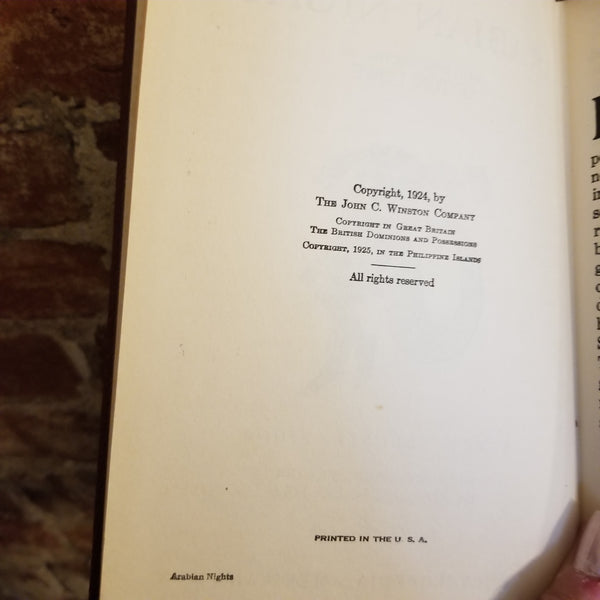 Copyright, 1924, by
THE JOHN C. WINSTON COMPANY
COPYRIGHT IN GREAT BRITAIN
THE BRITISH DOMINIONS AND POSSESSIONS
COPYRIGHT, 1925, IN THE PHILIPPINE ISLANDS
All rights reserved
PRINTED IN THE U. S. A.
Arabian Nights